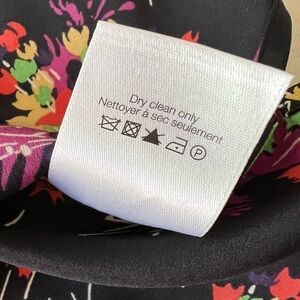 Dry clean only
Nettoyer à sec seulement
P